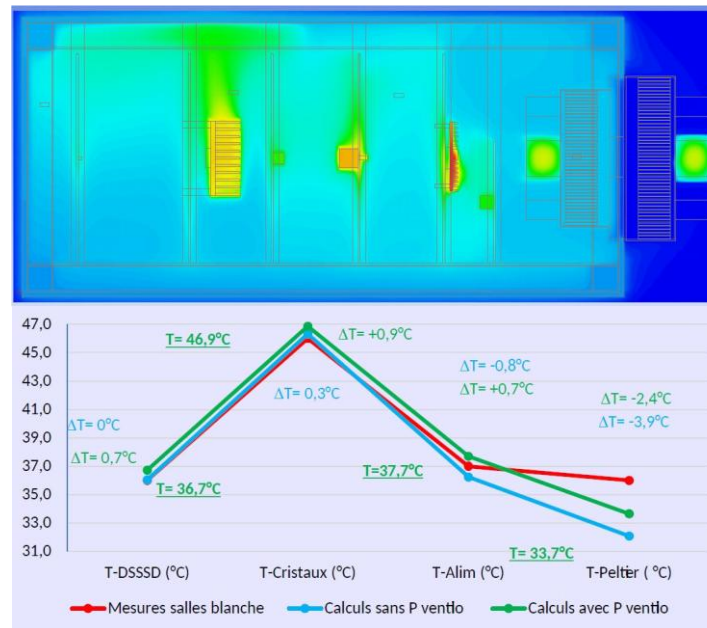 47,0
45,0
43,0
41,0
39,0
37,0
35,0
33,0
31,0
T= 46,9°C
ΔT= +0,9°C
ΔT= -0,8°C
ΔT= +0,7°C
ΔT= 0,3°C
ΔT= -2,4°C
ΔT= -3,9°C
ΔT= 0°C
ΔT= 0,7°C
T= 36,7°C
T=37,7°C
T= 33,7°C
T-DSSSD (°C) T-Cristaux (°C) T-Alim (°C) T-Peltier ( °C)
Mesures salles blanche Calculs sans P ventilo Calculs avec P ventilo